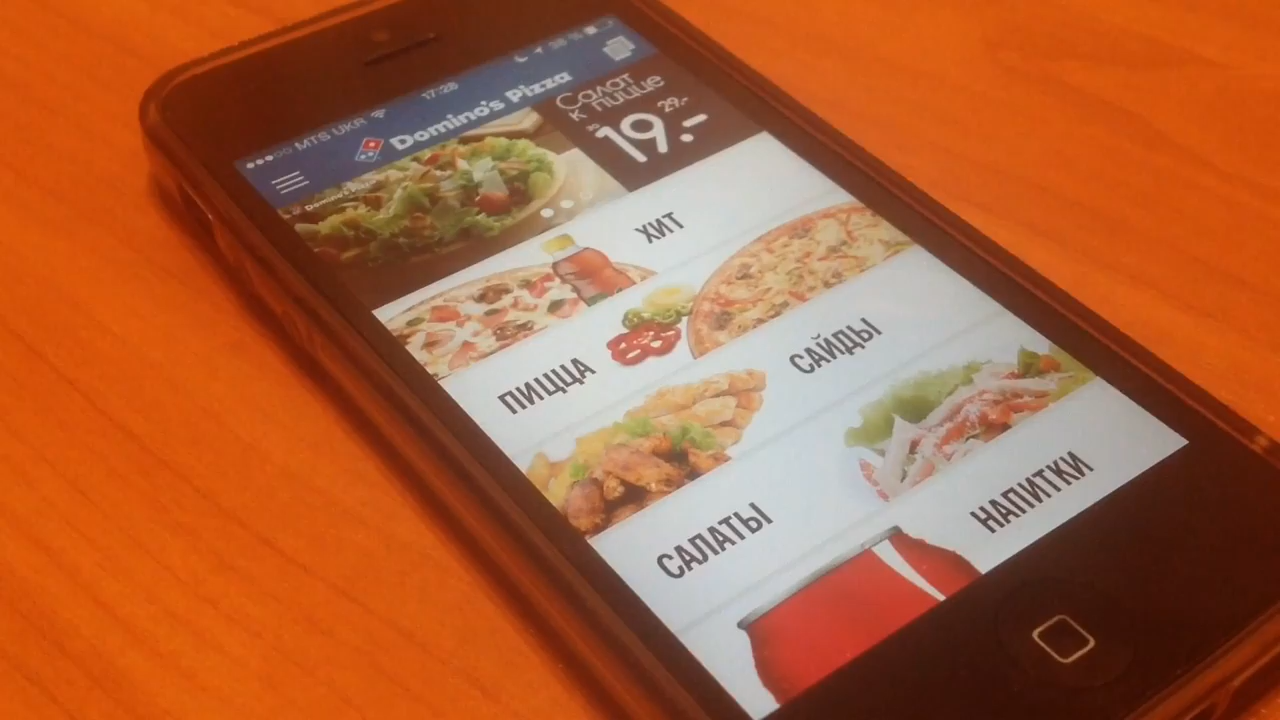 MTS UKR
17:28
Domino's Pizza
Салат
к пицце
29.-
19.-
ХИТ
ПИЦЦА
САЙДЫ
САЛАТЫ
НАПИТКИ